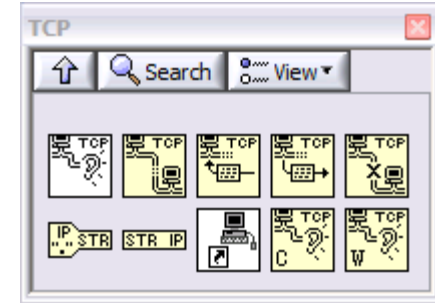 TCP
Search View
TCP TCP TCP TCP TCP
IP STR STR IP TCP TCP
C W